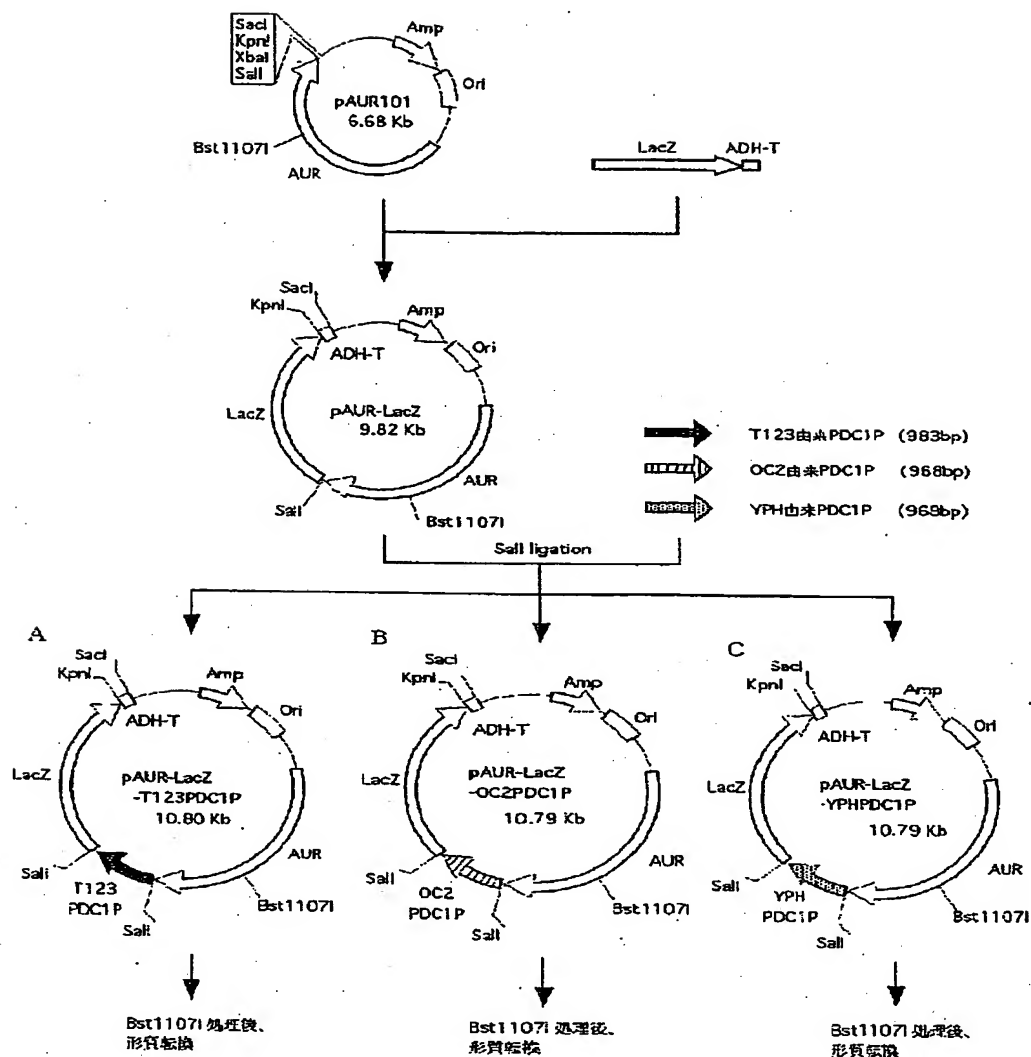 SacI
KpnI
XbaI
SalI
Amp
Ori
pAUR101
6.68 Kb
Bst1107I
AUR
LacZ
ADH-T
SacI
KpnI
Amp
ADH-T
Ori
LacZ
pAUR-LacZ
9.82 Kb
AUR
SalI
Bst1107I
T123由来PDC1P (983bp)
OC2由来PDC1P (968bp)
YPH由来PDC1P (968bp)
SalI ligation
A
SacI
KpnI
Amp
Ori
ADH-T
LacZ
pAUR-LacZ
-T123PDC1P
10.80 Kb
AUR
SalI
T123
PDC1P
SalI
Bst1107I
Bst1107I 処理後、
形質転換
B
SacI
KpnI
Amp
Ori
ADH-T
LacZ
pAUR-LacZ
-OC2PDC1P
10.79 Kb
AUR
SalI
OC2
PDC1P
SalI
Bst1107I
Bst1107I 処理後、
形質転換
C
SacI
KpnI
Amp
Ori
ADH-T
LacZ
pAUR-LacZ
-YPHPDC1P
10.79 Kb
AUR
SalI
YPH
PDC1P
SalI
Bst1107I
Bst1107I 処理後、
形質転換